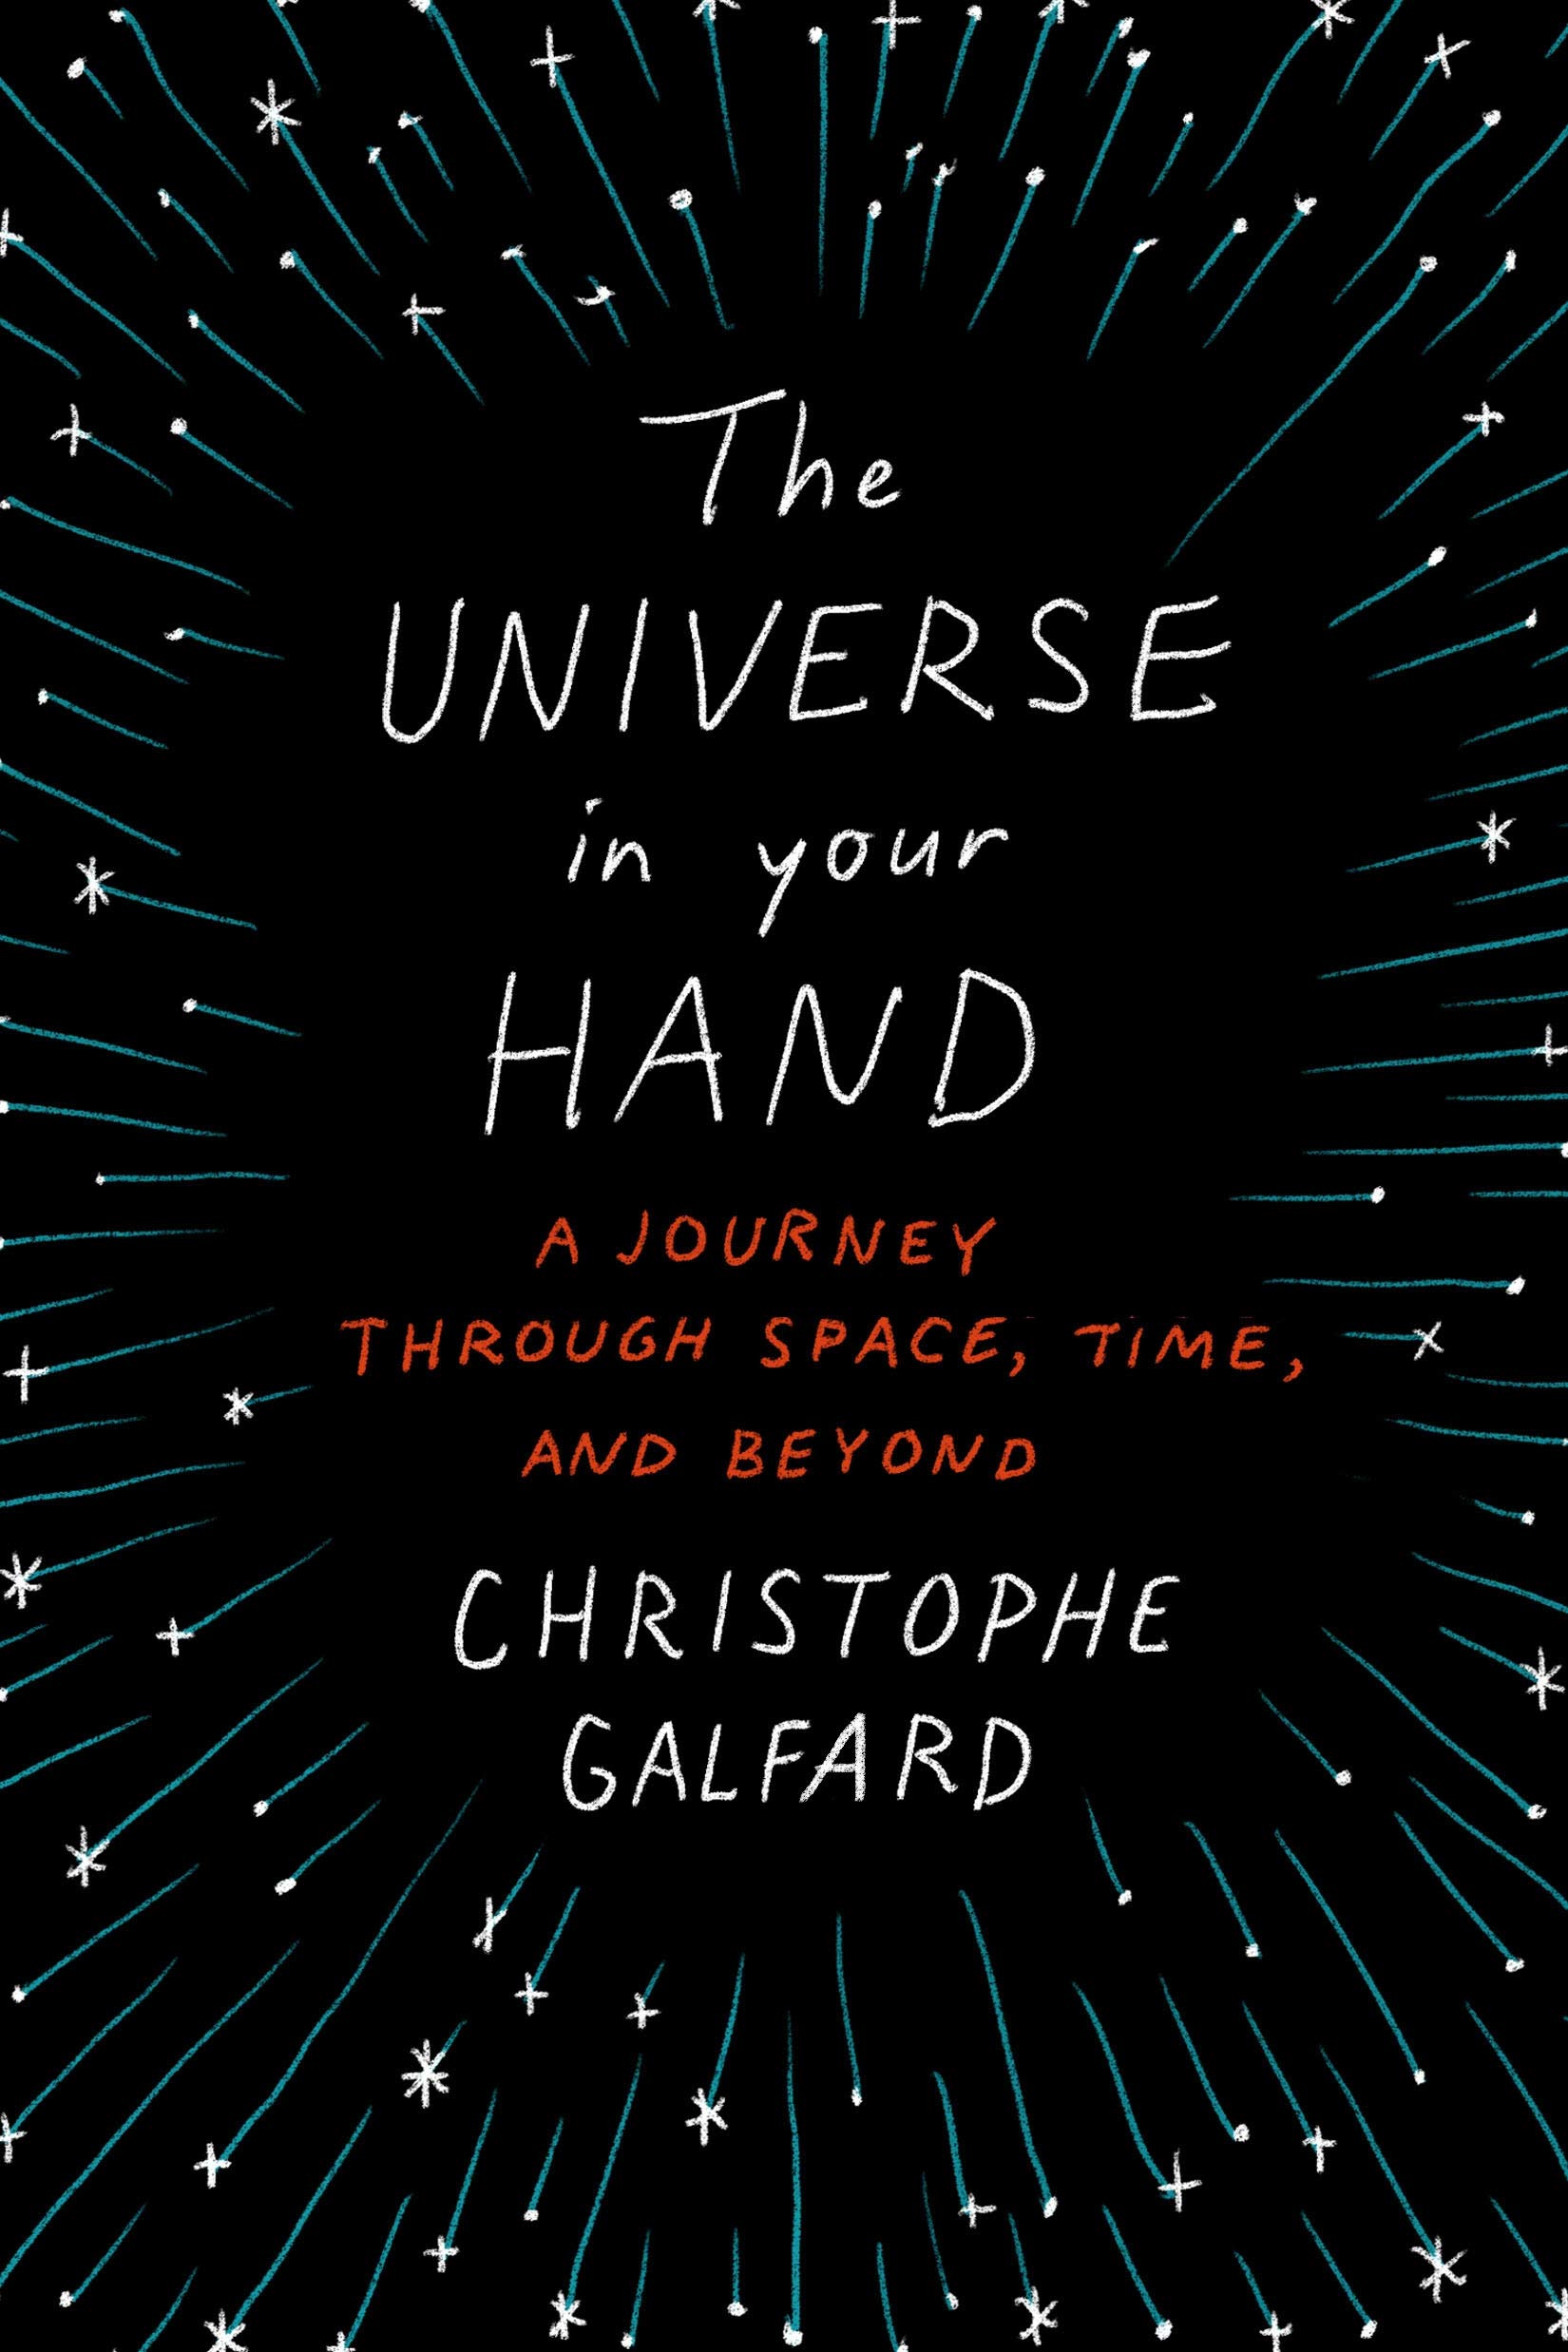 The
UNIVERSE
in your
HAND
A JOURNEY
THROUGH SPACE, TIME,
AND BEYOND
CHRISTOPHE
GALFARD